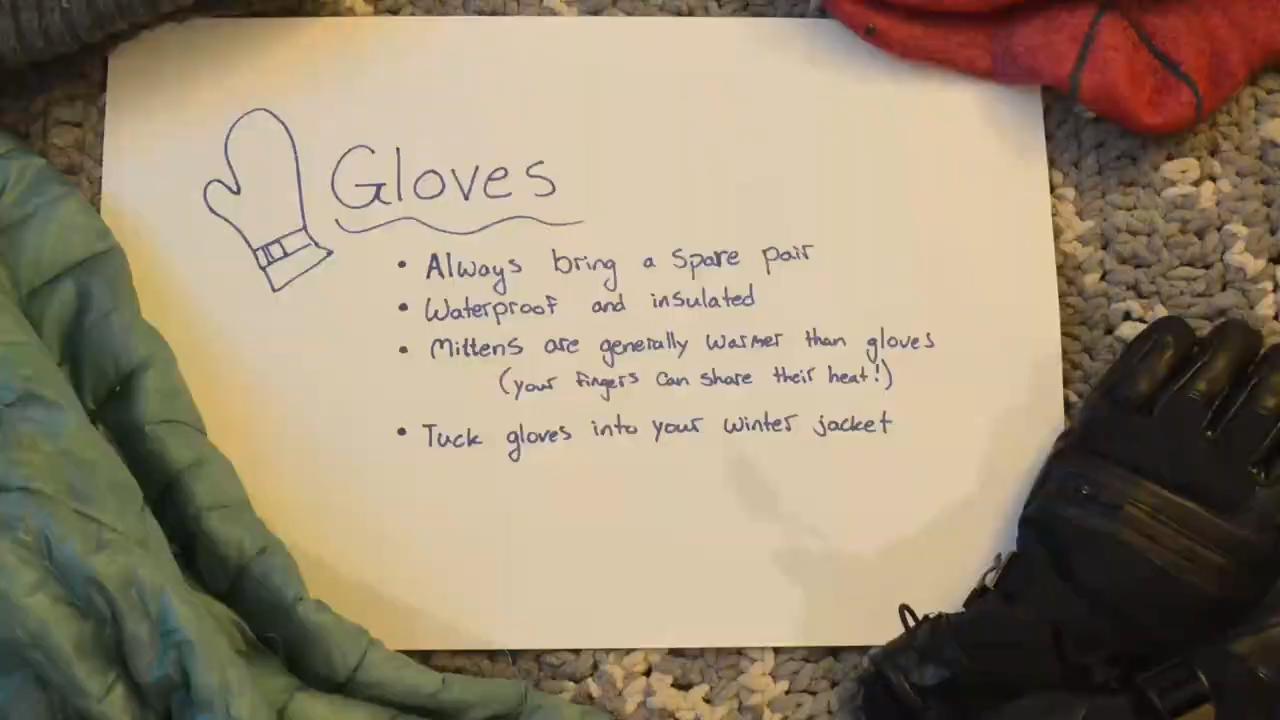 Gloves
• Always bring a spare pair
• Waterproof and insulated
• Mittens are generally warmer than gloves
(your fingers can share their heat!)
• Tuck gloves into your winter jacket